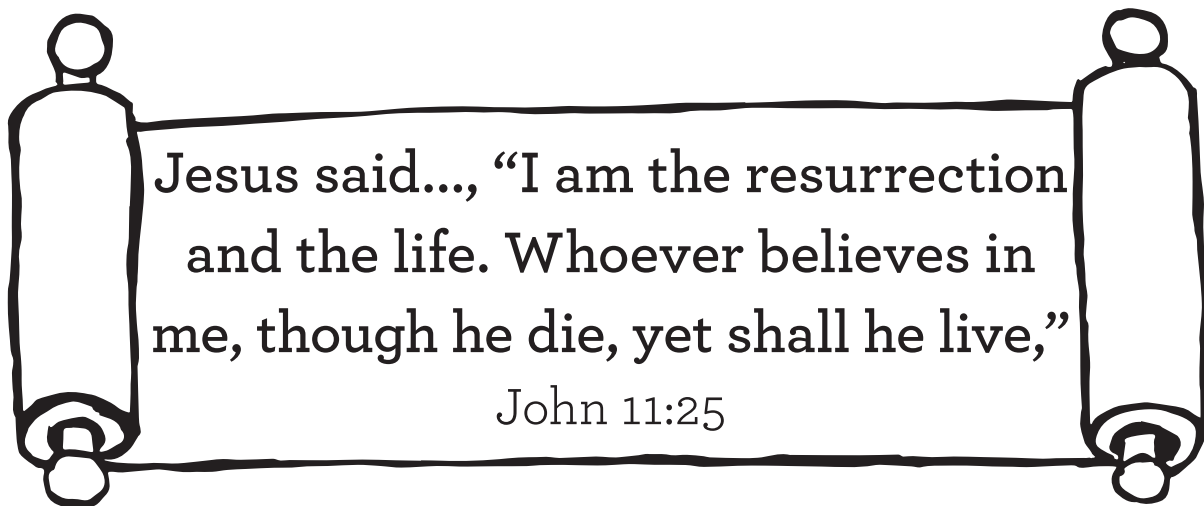 Jesus said..., “I am the resurrection
and the life. Whoever believes in
me, though he die, yet shall he live,”
John 11:25